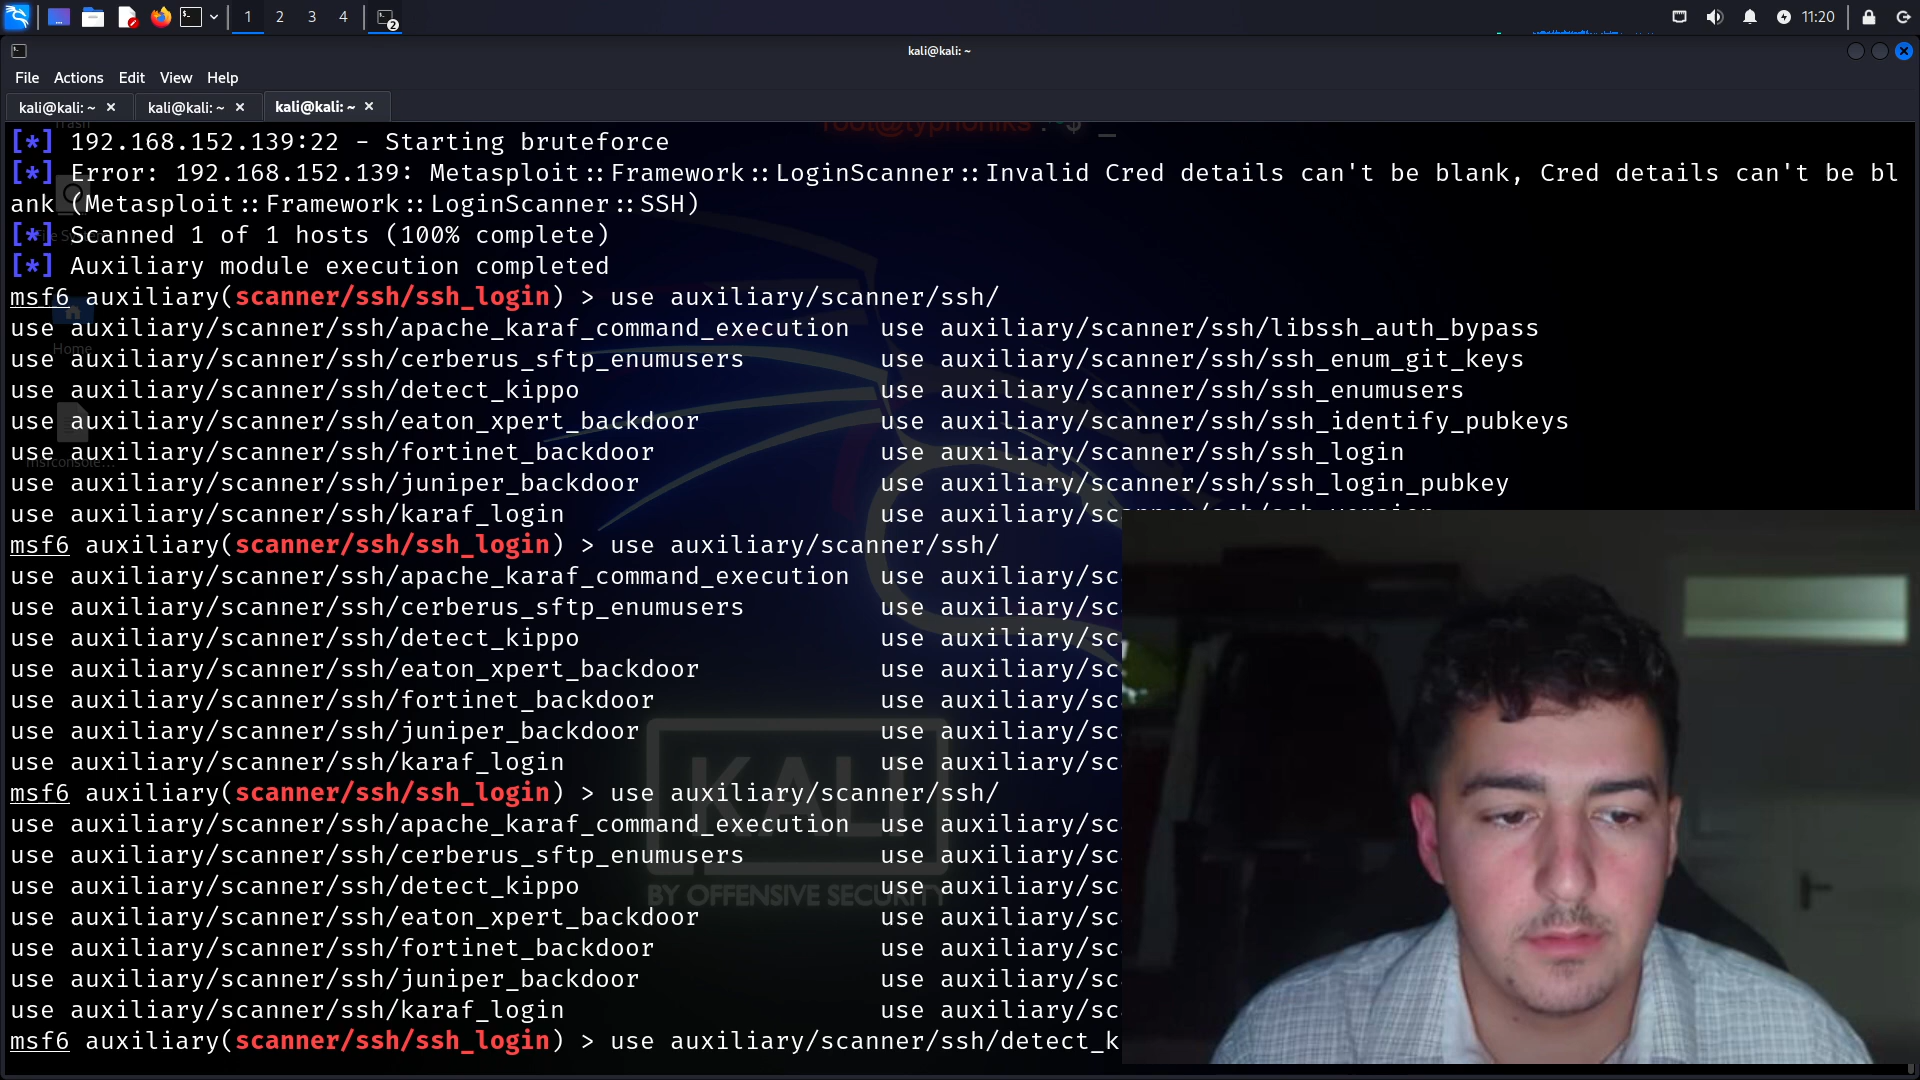 1 2 3 4 2 11:20
kali@kali: ~
File Actions Edit View Help
kali@kali: ~ × kali@kali: ~ × kali@kali: ~ ×
Trash
root@typhoniks :~$ _
[*] 192.168.152.139:22 - Starting bruteforce
[*] Error: 192.168.152.139: Metasploit::Framework::LoginScanner::Invalid Cred details can't be blank, Cred details can't be bl
ank (Metasploit::Framework::LoginScanner::SSH)
[*] Scanned 1 of 1 hosts (100% complete)
[*] Auxiliary module execution completed
msf6 auxiliary(scanner/ssh/ssh_login) > use auxiliary/scanner/ssh/
use auxiliary/scanner/ssh/apache_karaf_command_execution use auxiliary/scanner/ssh/libssh_auth_bypass
Home
use auxiliary/scanner/ssh/cerberus_sftp_enumusers use auxiliary/scanner/ssh/ssh_enum_git_keys
use auxiliary/scanner/ssh/detect_kippo use auxiliary/scanner/ssh/ssh_enumusers
use auxiliary/scanner/ssh/eaton_xpert_backdoor use auxiliary/scanner/ssh/ssh_identify_pubkeys
use auxiliary/scanner/ssh/fortinet_backdoor use auxiliary/scanner/ssh/ssh_login
msfconsole...
use auxiliary/scanner/ssh/juniper_backdoor use auxiliary/scanner/ssh/ssh_login_pubkey
use auxiliary/scanner/ssh/karaf_login use auxiliary/scanner/ssh/ssh_version
msf6 auxiliary(scanner/ssh/ssh_login) > use auxiliary/scanner/ssh/
use auxiliary/scanner/ssh/apache_karaf_command_execution use auxiliary/sc
use auxiliary/scanner/ssh/cerberus_sftp_enumusers use auxiliary/sc
use auxiliary/scanner/ssh/detect_kippo use auxiliary/sc
use auxiliary/scanner/ssh/eaton_xpert_backdoor use auxiliary/sc
use auxiliary/scanner/ssh/fortinet_backdoor use auxiliary/sc
use auxiliary/scanner/ssh/juniper_backdoor use auxiliary/sc
use auxiliary/scanner/ssh/karaf_login use auxiliary/sc
KALI
msf6 auxiliary(scanner/ssh/ssh_login) > use auxiliary/scanner/ssh/
use auxiliary/scanner/ssh/apache_karaf_command_execution use auxiliary/sc
use auxiliary/scanner/ssh/cerberus_sftp_enumusers use auxiliary/sc
use auxiliary/scanner/ssh/detect_kippo use auxiliary/sc
BY OFFENSIVE SECURITY
use auxiliary/scanner/ssh/eaton_xpert_backdoor use auxiliary/sc
use auxiliary/scanner/ssh/fortinet_backdoor use auxiliary/sc
use auxiliary/scanner/ssh/juniper_backdoor use auxiliary/sc
use auxiliary/scanner/ssh/karaf_login use auxiliary/sc
msf6 auxiliary(scanner/ssh/ssh_login) > use auxiliary/scanner/ssh/detect_k